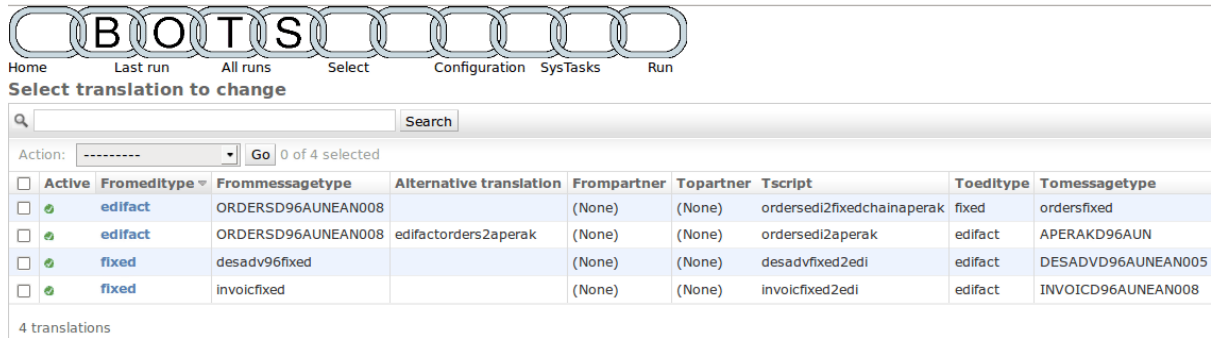 BOTS
Home Last run All runs Select Configuration SysTasks Run
Select translation to change
Search
Action: --------- Go 0 of 4 selected
Active Fromeditype Frommessagetype Alternative translation Frompartner Topartner Tscript Toeditype Tomessagetype
edifact ORDERSD96AUNEAN008 (None) (None) ordersedi2fixedchainaperak fixed ordersfixed
edifact ORDERSD96AUNEAN008 edifactorders2aperak (None) (None) ordersedi2aperak edifact APERAKD96AUN
fixed desadv96fixed (None) (None) desadvfixed2edi edifact DESADVD96AUNEAN005
fixed invoicfixed (None) (None) invoicfixed2edi edifact INVOICD96AUNEAN008
4 translations